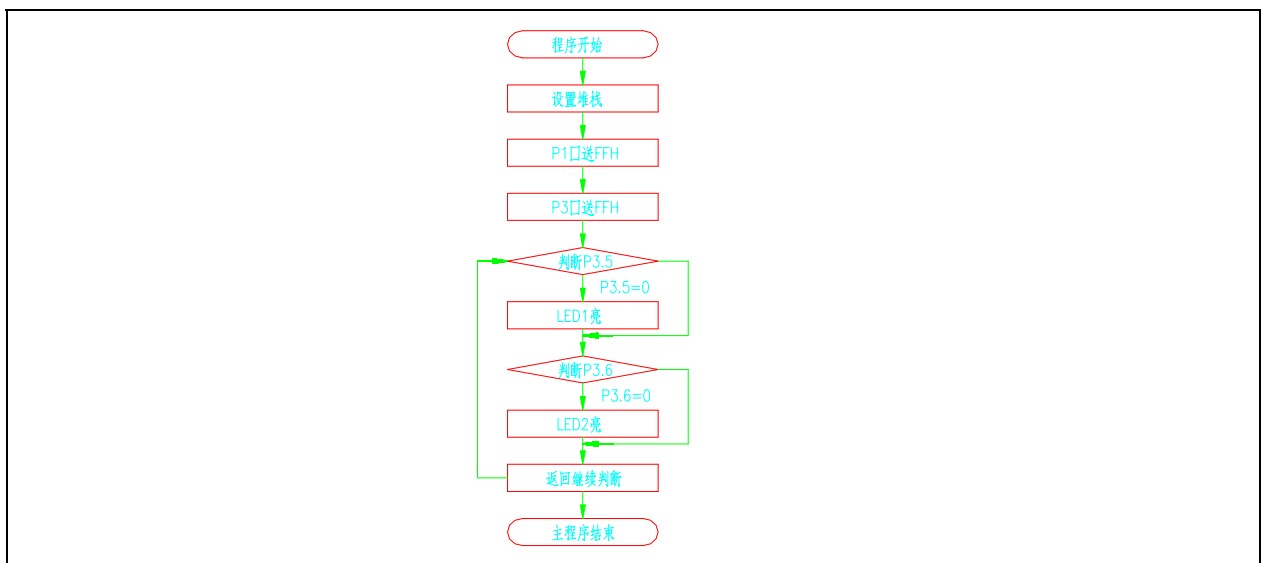 程序开始
设置堆栈
P1口送FFH
P3口送FFH
判断P3.5
P3.5=0
LED1亮
判断P3.6
P3.6=0
LED2亮
返回继续判断
主程序结束